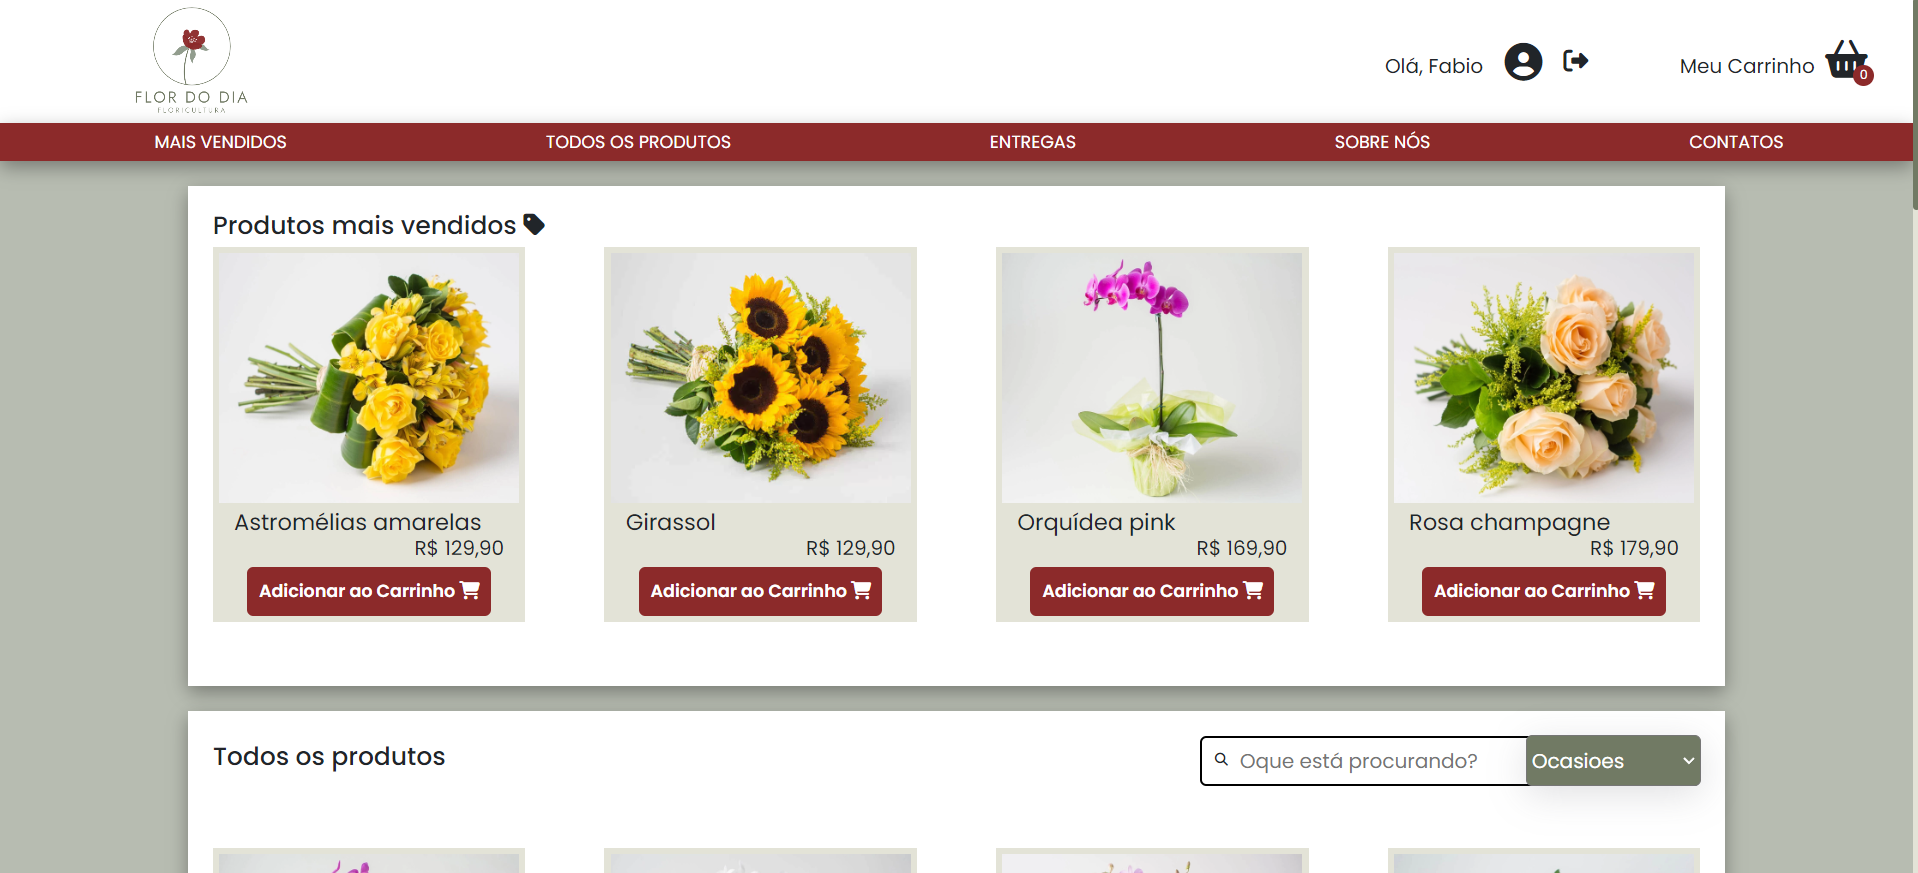 FLOR DO DIA
FLORICULTURA
Olá, Fabio
Meu Carrinho
0
MAIS VENDIDOS
TODOS OS PRODUTOS
ENTREGAS
SOBRE NÓS
CONTATOS
Produtos mais vendidos
Astromélias amarelas
R$ 129,90
Adicionar ao Carrinho
Girassol
R$ 129,90
Adicionar ao Carrinho
Orquídea pink
R$ 169,90
Adicionar ao Carrinho
Rosa champagne
R$ 179,90
Adicionar ao Carrinho
Todos os produtos
Oque está procurando?
Ocasioes